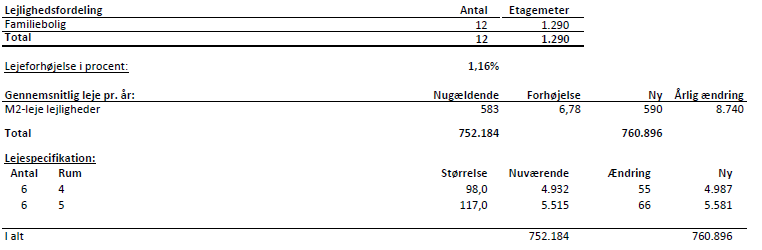 Lejlighedsfordeling Antal Etagemeter
Familiebolig 12 1.290
Total 12 1.290
Lejeforhøjelse i procent: 1,16%
Gennemsnitlig leje pr. år: Nugældende Forhøjelse Ny Årlig ændring
M2-leje lejligheder 583 6,78 590 8.740
Total 752.184 760.896
Lejespecifikation:
Antal Rum Størrelse Nuværende Ændring Ny
6 4 98,0 4.932 55 4.987
6 5 117,0 5.515 66 5.581
I alt 752.184 760.896